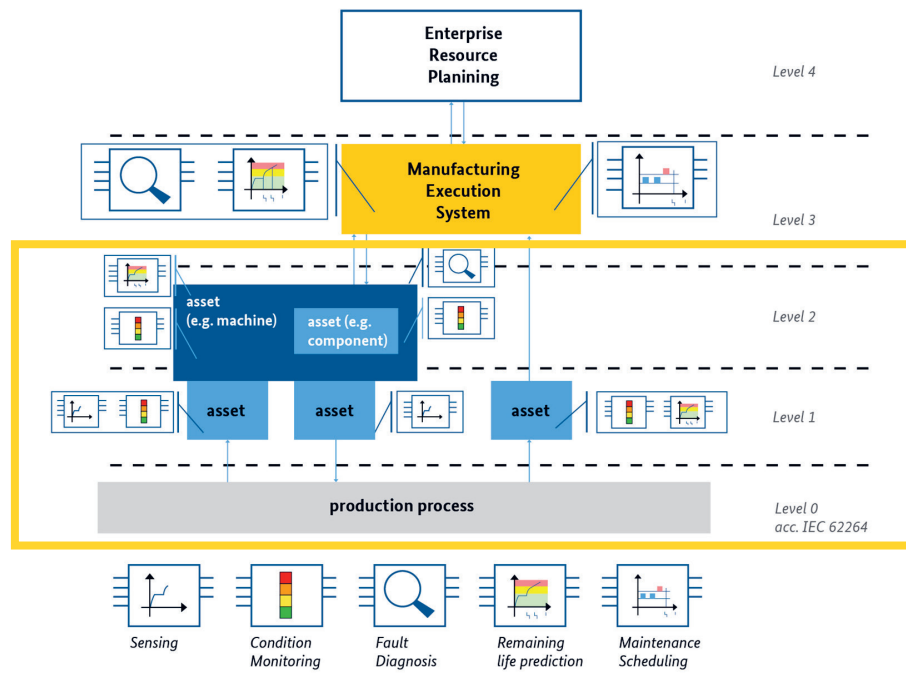 Enterprise
Resource
Planining
Level 4
Manufacturing
Execution
System
Level 3
asset
(e.g. machine)
asset (e.g.
component)
Level 2
asset
asset
asset
Level 1
production process
Level 0
acc. IEC 62264
Sensing
Condition
Monitoring
Fault
Diagnosis
Remaining
life prediction
Maintenance
Scheduling